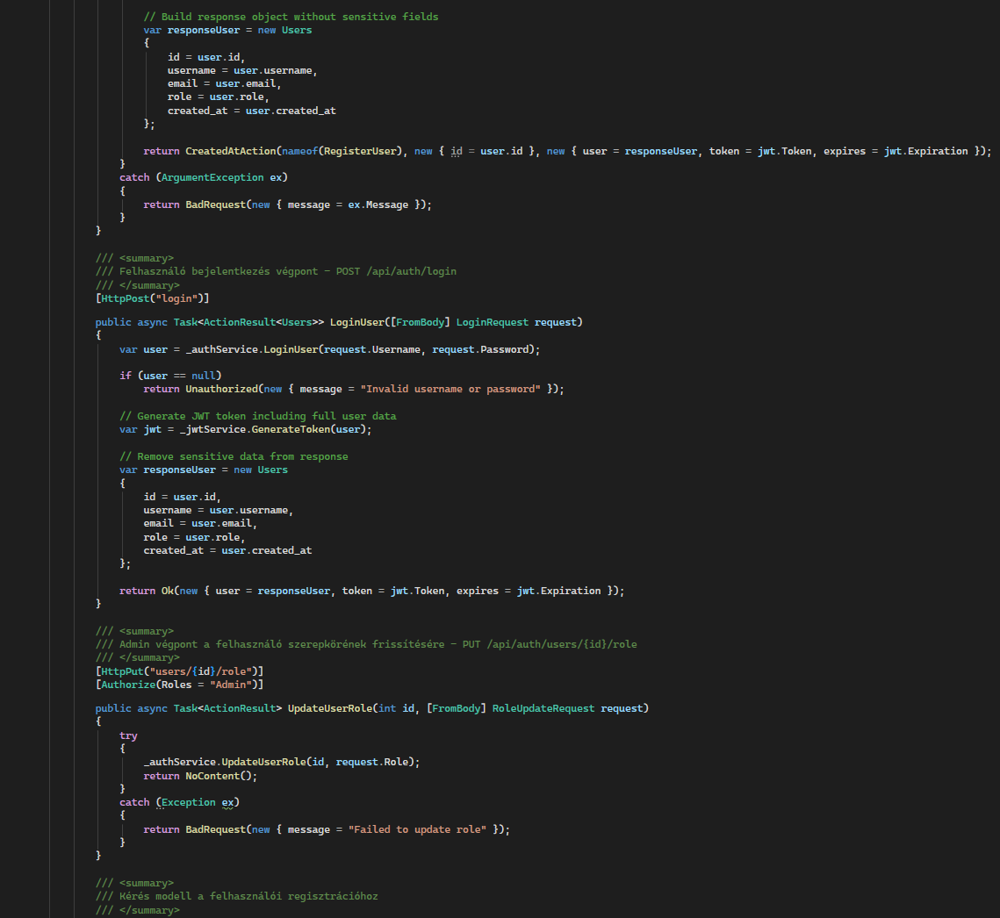 // Build response object without sensitive fields
var responseUser = new Users
{
id = user.id,
username = user.username,
email = user.email,
role = user.role,
created_at = user.created_at
};
return CreatedAtAction(nameof(RegisterUser), new { id = user.id }, new { user = responseUser, token = jwt.Token, expires = jwt.Expiration });
}
catch (ArgumentException ex)
{
return BadRequest(new { message = ex.Message });
}
}
/// <summary>
/// Felhasználó bejelentkezés végpont - POST /api/auth/login
/// </summary>
[HttpPost("login")]
public async Task<ActionResult<Users>> LoginUser([FromBody] LoginRequest request)
{
var user = _authService.LoginUser(request.Username, request.Password);
if (user == null)
return Unauthorized(new { message = "Invalid username or password" });
// Generate JWT token including full user data
var jwt = _jwtService.GenerateToken(user);
// Remove sensitive data from response
var responseUser = new Users
{
id = user.id,
username = user.username,
email = user.email,
role = user.role,
created_at = user.created_at
};
return Ok(new { user = responseUser, token = jwt.Token, expires = jwt.Expiration });
}
/// <summary>
/// Admin végpont a felhasználó szerepkörének frissítésére - PUT /api/auth/users/{id}/role
/// </summary>
[HttpPut("users/{id}/role")]
[Authorize(Roles = "Admin")]
public async Task<ActionResult> UpdateUserRole(int id, [FromBody] RoleUpdateRequest request)
{
try
{
_authService.UpdateUserRole(id, request.Role);
return NoContent();
}
catch (Exception ex)
{
return BadRequest(new { message = "Failed to update role" });
}
}
/// <summary>
/// Kérés modell a felhasználói regisztrációhoz
/// </summary>